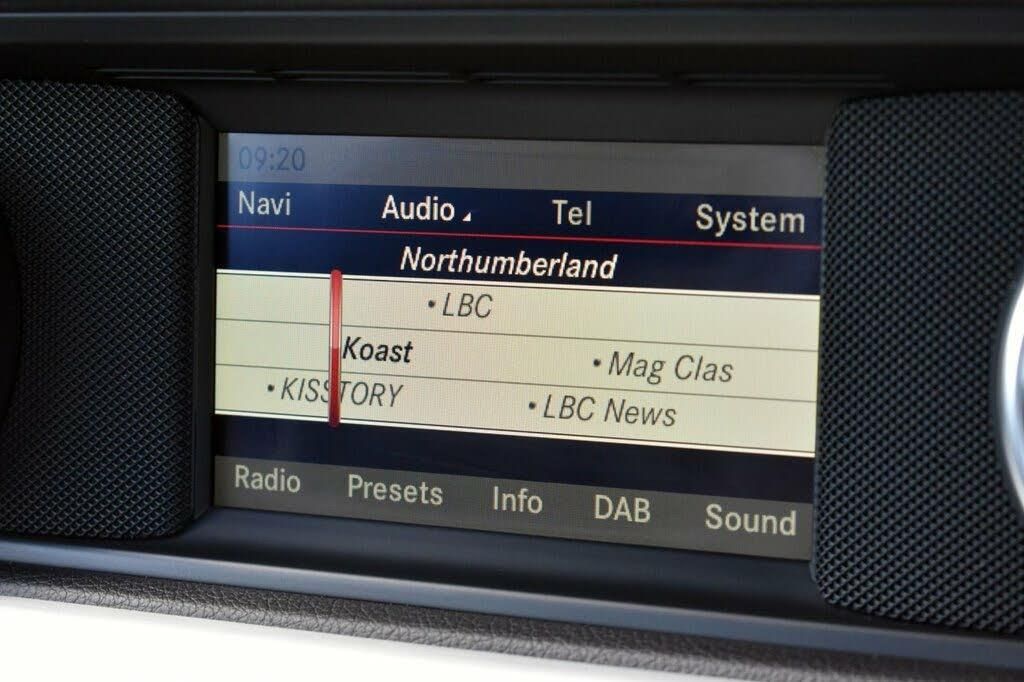 09:20
Navi Audio Tel System
Northumberland
• LBC
Koast • Mag Clas
• KISSTORY • LBC News
Radio Presets Info DAB Sound